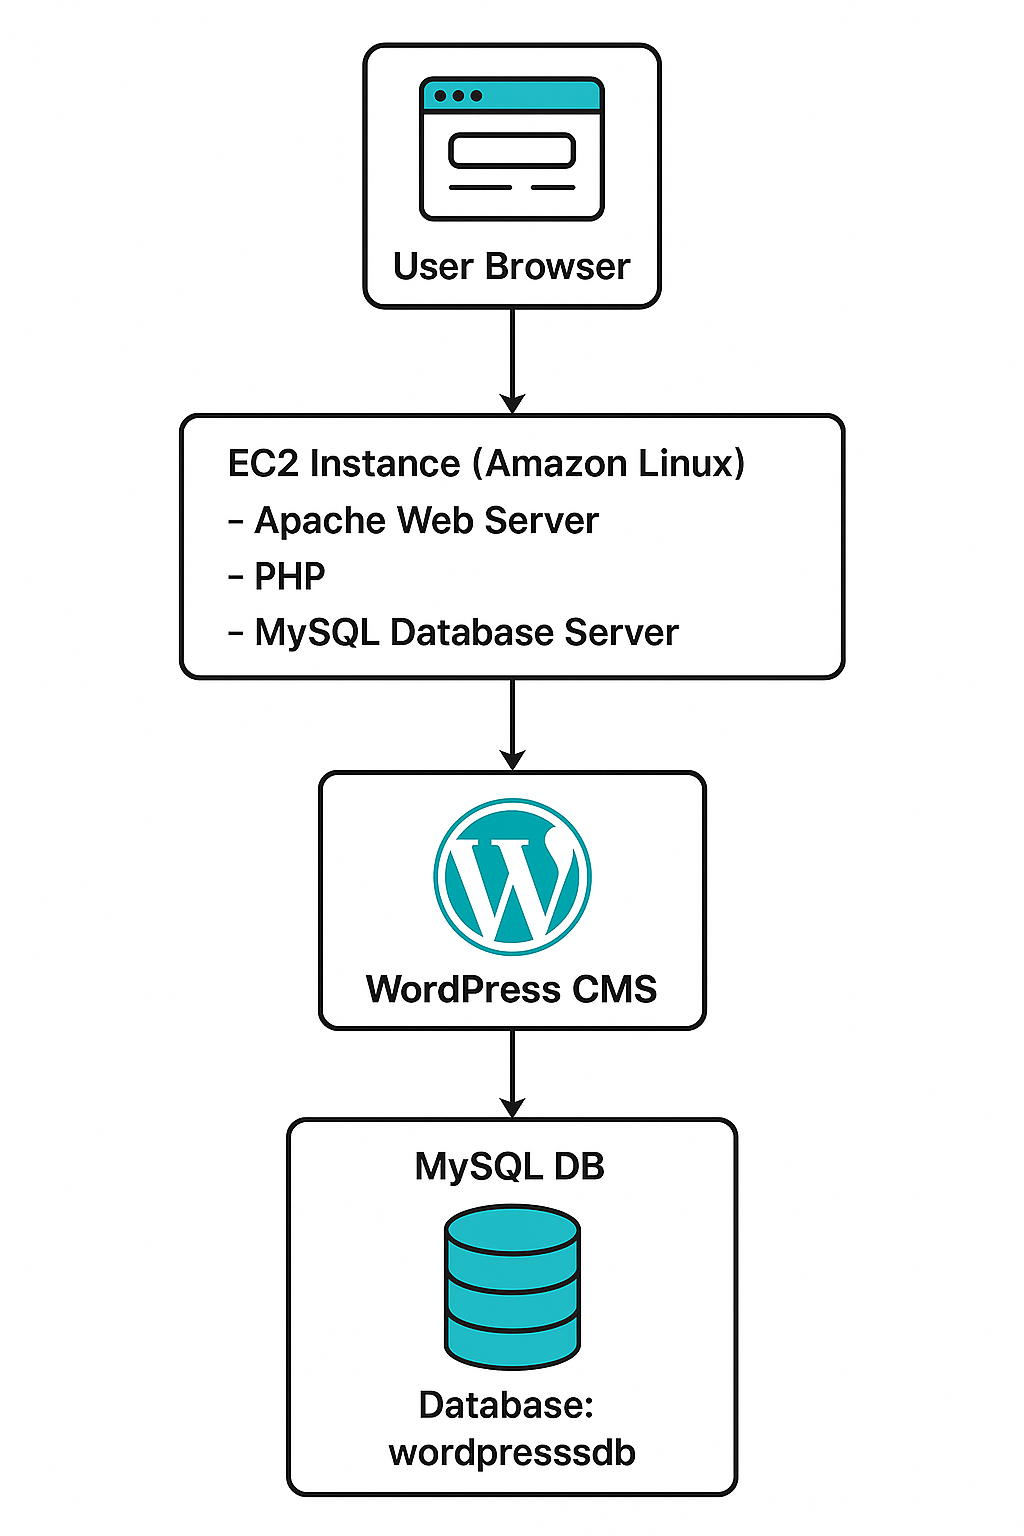 User Browser
EC2 Instance (Amazon Linux)
– Apache Web Server
– PHP
– MySQL Database Server
WordPress CMS
MySQL DB
Database:
wordpresssdb